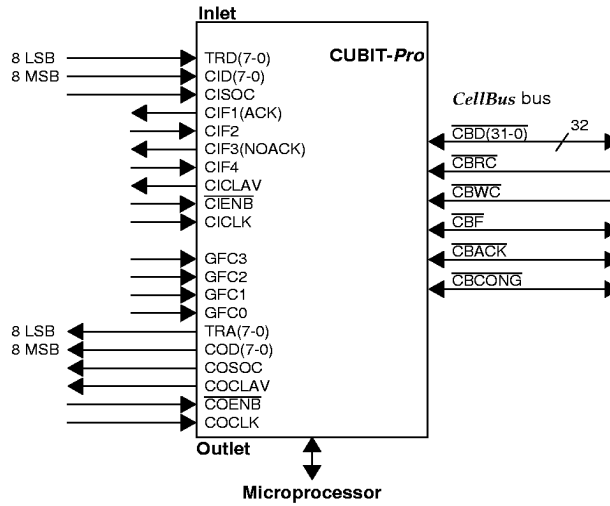 Inlet
CUBIT-Pro
8 LSB TRD(7-0)
8 MSB CID(7-0)
CISOC
CIF1(ACK)
CIF2
CIF3(NOACK)
CIF4
CICLAV
CIENB
CICLK
GFC3
GFC2
GFC1
GFC0
8 LSB TRA(7-0)
8 MSB COD(7-0)
COSOC
COCLAV
COENB
COCLK
Outlet
CellBus bus
CBD(31-0) 32
CBRC
CBWC
CBF
CBACK
CBCONG
Microprocessor